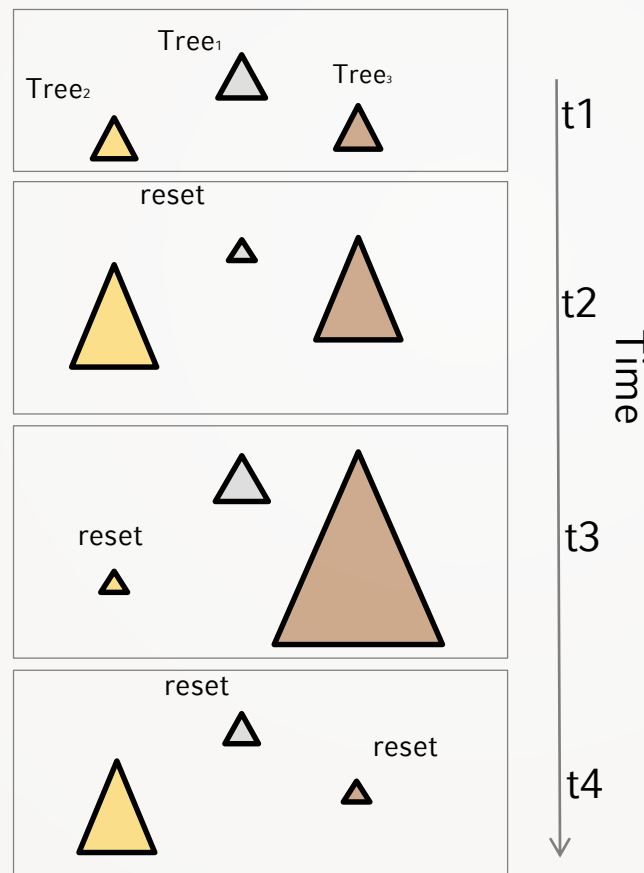 Tree₁
Tree₂
Tree₃
t1
reset
t2
Time
reset
t3
reset
reset
t4